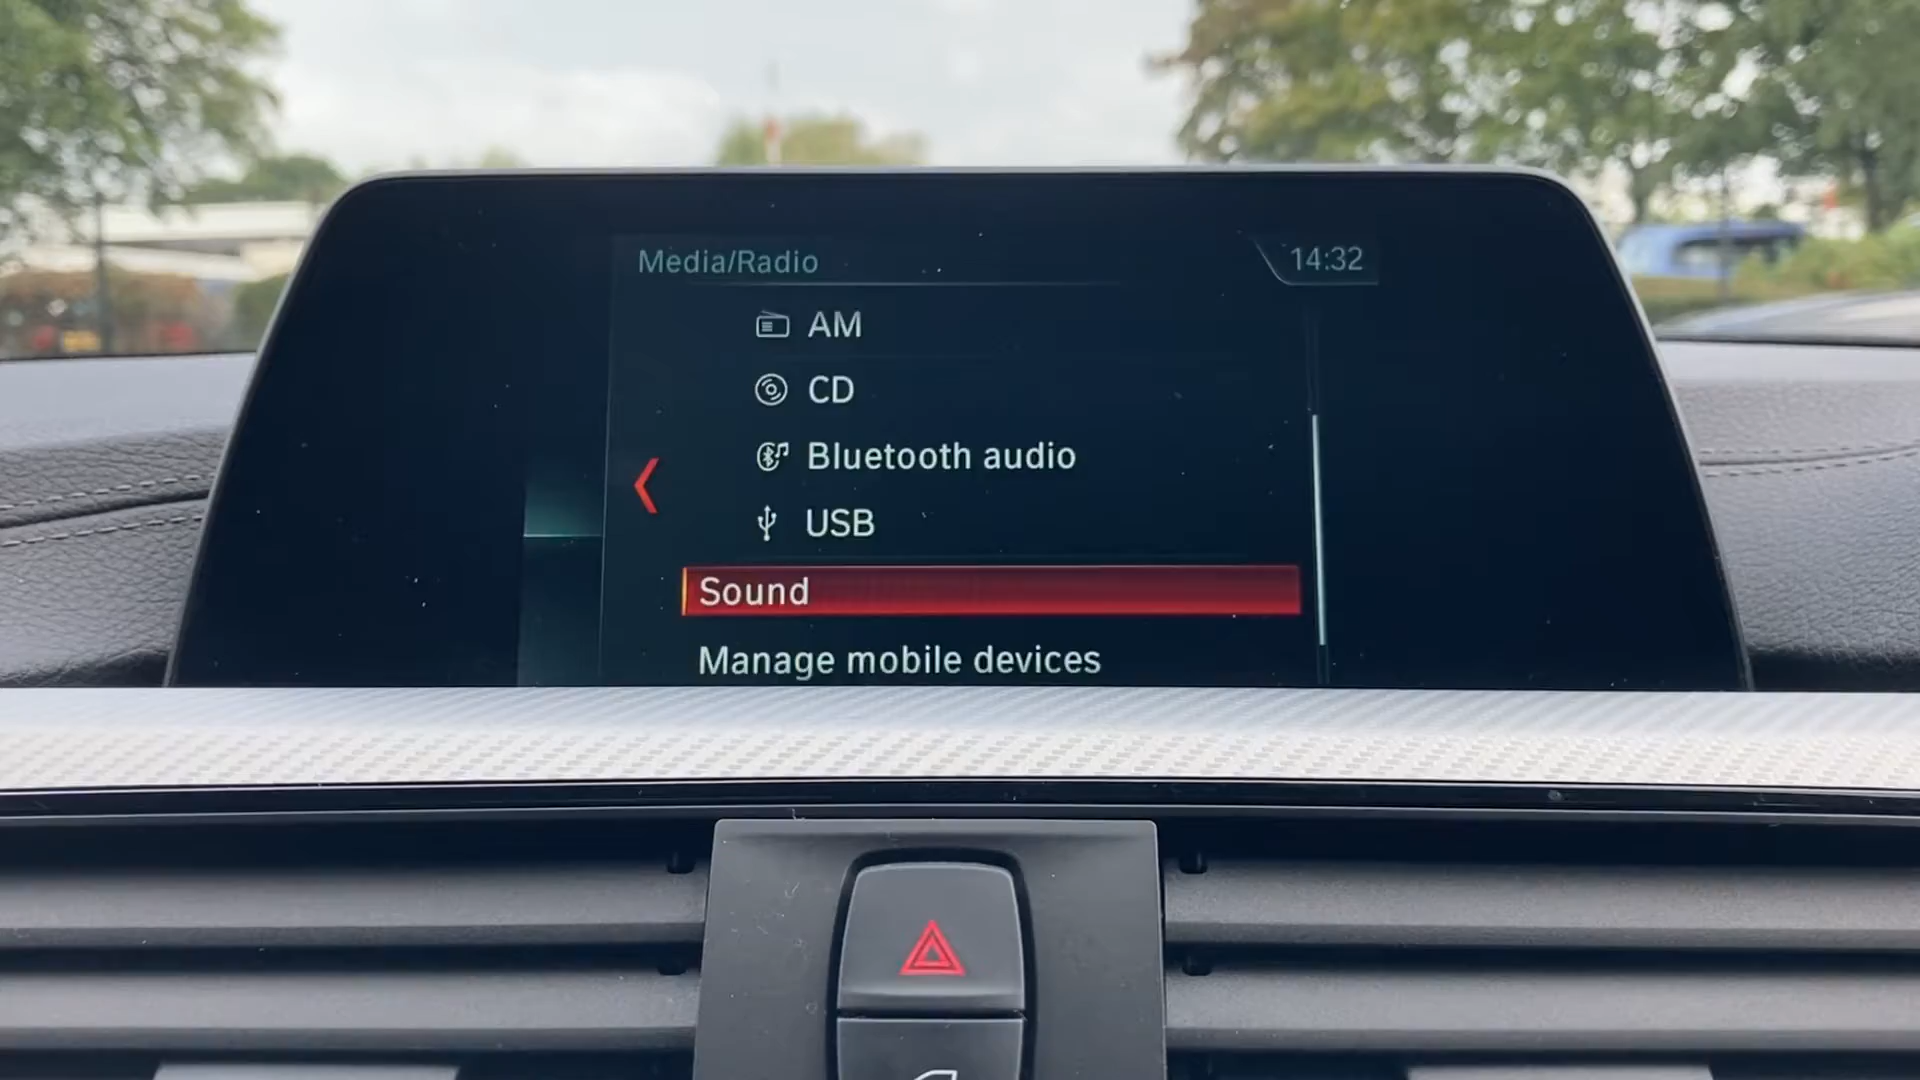 Media/Radio
14:32
AM
CD
Bluetooth audio
USB
Sound
Manage mobile devices